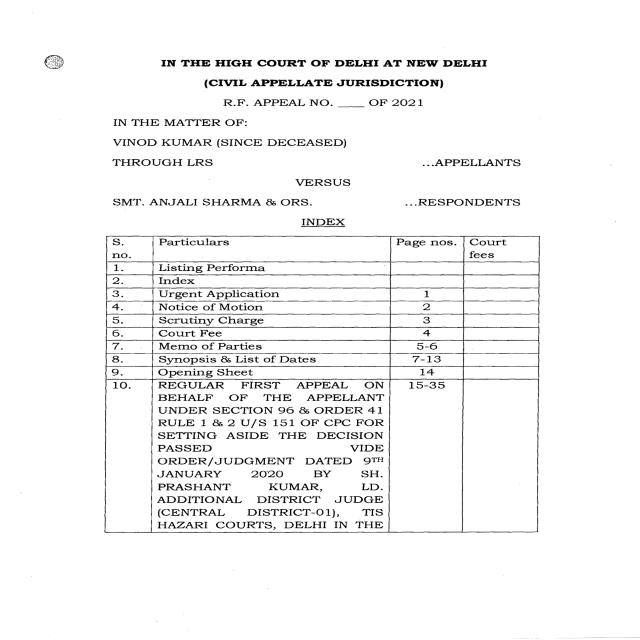 IN THE HIGH COURT OF DELHI AT NEW DELHI
(CIVIL APPELLATE JURISDICTION)
R.F. APPEAL NO. ____ OF 2021
IN THE MATTER OF:
VINOD KUMAR (SINCE DECEASED)
THROUGH LRS ...APPELLANTS
VERSUS
SMT. ANJALI SHARMA & ORS. ...RESPONDENTS
INDEX
S. no. Particulars Page nos. Court fees
1. Listing Performa
2. Index
3. Urgent Application 1
4. Notice of Motion 2
5. Scrutiny Charge 3
6. Court Fee 4
7. Memo of Parties 5-6
8. Synopsis & List of Dates 7-13
9. Opening Sheet 14
10. REGULAR FIRST APPEAL ON 15-35
BEHALF OF THE APPELLANT
UNDER SECTION 96 & ORDER 41
RULE 1 & 2 U/S 151 OF CPC FOR
SETTING ASIDE THE DECISION
PASSED VIDE
ORDER/JUDGMENT DATED 9TH
JANUARY 2020 BY SH.
PRASHANT KUMAR, LD.
ADDITIONAL DISTRICT JUDGE
(CENTRAL DISTRICT-01), TIS
HAZARI COURTS, DELHI IN THE